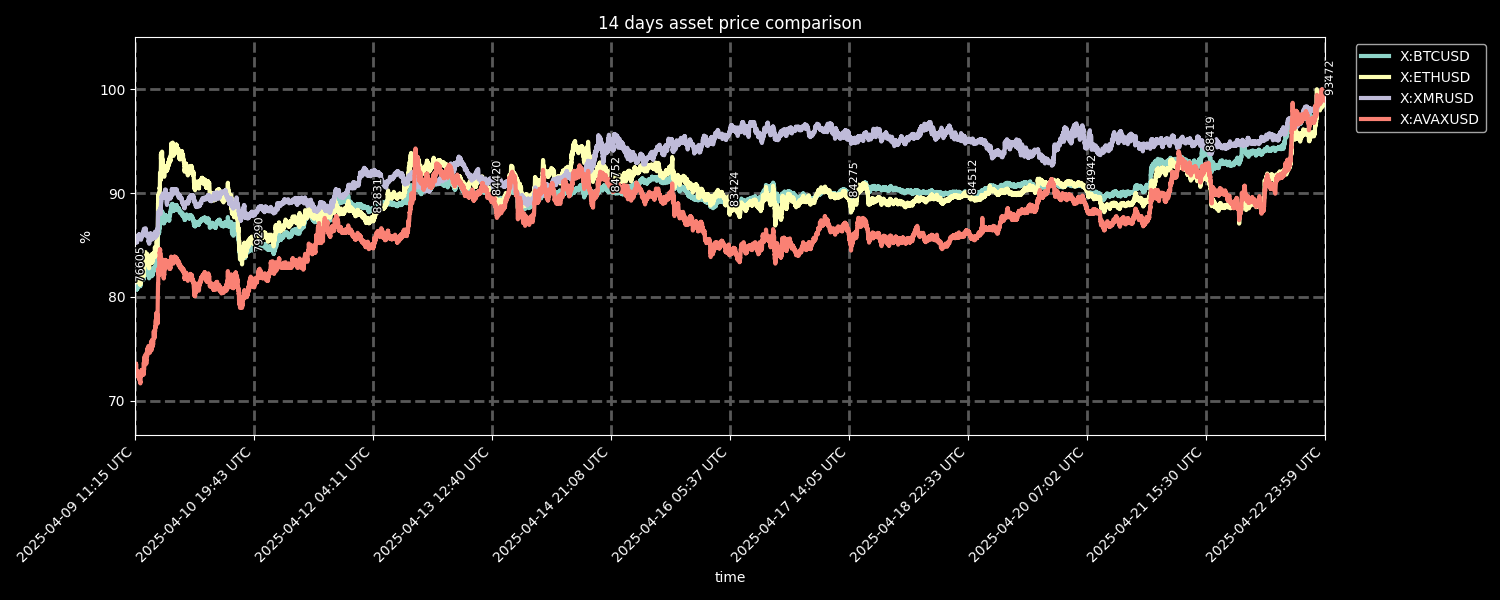 14 days asset price comparison
X:BTCUSD
X:ETHUSD
X:XMRUSD
X:AVAXUSD
%
100
90
80
70
76605
79290
82831
84420
84752
83424
84275
84512
84942
88419
93472
2025-04-09 11:15 UTC
2025-04-10 19:43 UTC
2025-04-12 04:11 UTC
2025-04-13 12:40 UTC
2025-04-14 21:08 UTC
2025-04-16 05:37 UTC
2025-04-17 14:05 UTC
2025-04-18 22:33 UTC
2025-04-20 07:02 UTC
2025-04-21 15:30 UTC
2025-04-22 23:59 UTC
time